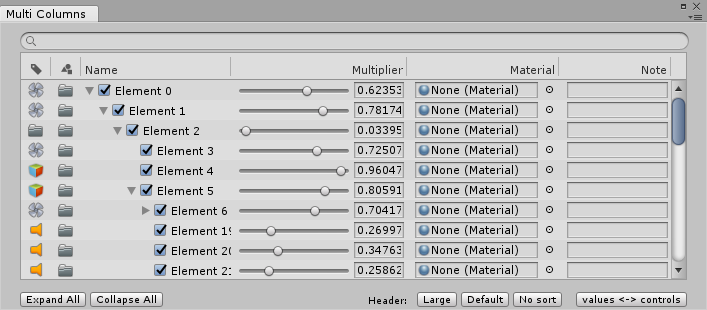 Multi Columns
Name Multiplier Material Note
Element 0 0.62353 None (Material)
Element 1 0.78174 None (Material)
Element 2 0.03395 None (Material)
Element 3 0.72507 None (Material)
Element 4 0.96047 None (Material)
Element 5 0.80591 None (Material)
Element 6 0.70417 None (Material)
Element 19 0.26997 None (Material)
Element 20 0.34763 None (Material)
Element 21 0.25862 None (Material)
Expand All Collapse All Header: Large Default No sort values <-> controls